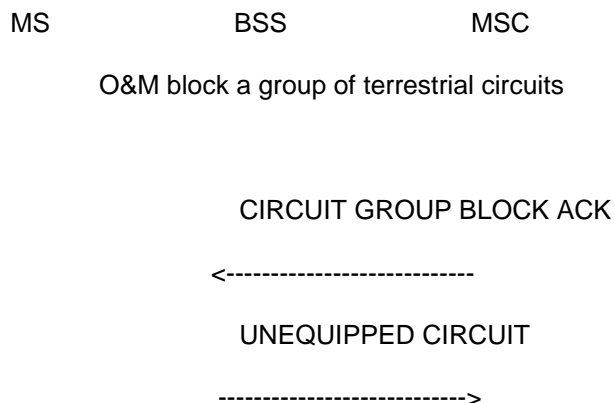 MS BSS MSC
O&M block a group of terrestrial circuits
CIRCUIT GROUP BLOCK ACK
<----------------------------
UNEQUIPPED CIRCUIT
---------------------------->